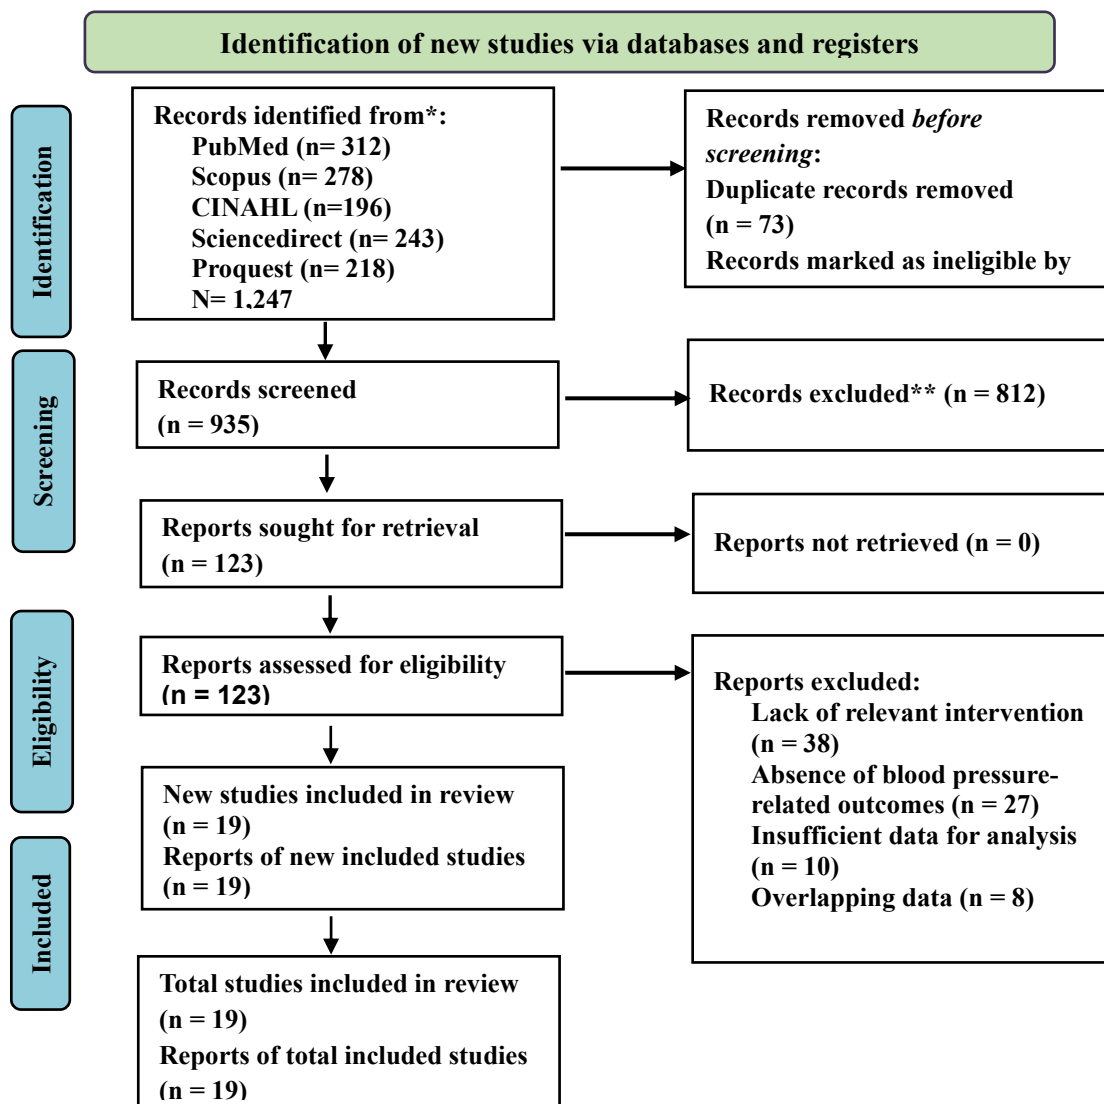 Identification of new studies via databases and registers
Identification
Records identified from*:
PubMed (n= 312)
Scopus (n= 278)
CINAHL (n=196)
Sciencedirect (n= 243)
Proquest (n= 218)
N= 1,247
Records removed before
screening:
Duplicate records removed
(n = 73)
Records marked as ineligible by
Screening
Records screened
(n = 935)
Records excluded** (n = 812)
Reports sought for retrieval
(n = 123)
Reports not retrieved (n = 0)
Eligibility
Reports assessed for eligibility
(n = 123)
Reports excluded:
Lack of relevant intervention
(n = 38)
Absence of blood pressure-
related outcomes (n = 27)
Insufficient data for analysis
(n = 10)
Overlapping data (n = 8)
New studies included in review
(n = 19)
Reports of new included studies
(n = 19)
Included
Total studies included in review
(n = 19)
Reports of total included studies
(n = 19)